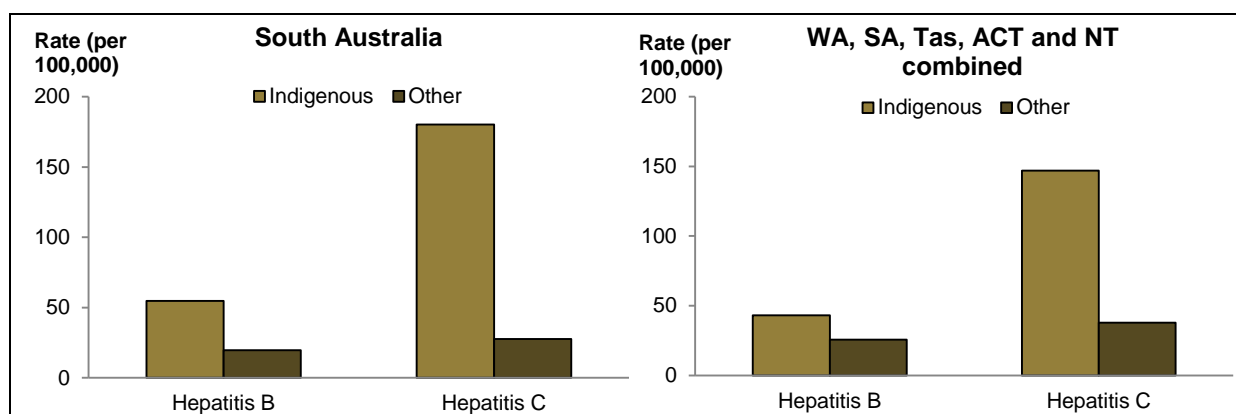 Rate (per
100,000)
South Australia
Indigenous Other
200
150
100
50
0
Hepatitis B Hepatitis C
Rate (per
100,000)
WA, SA, Tas, ACT and NT
combined
Indigenous Other
200
150
100
50
0
Hepatitis B Hepatitis C